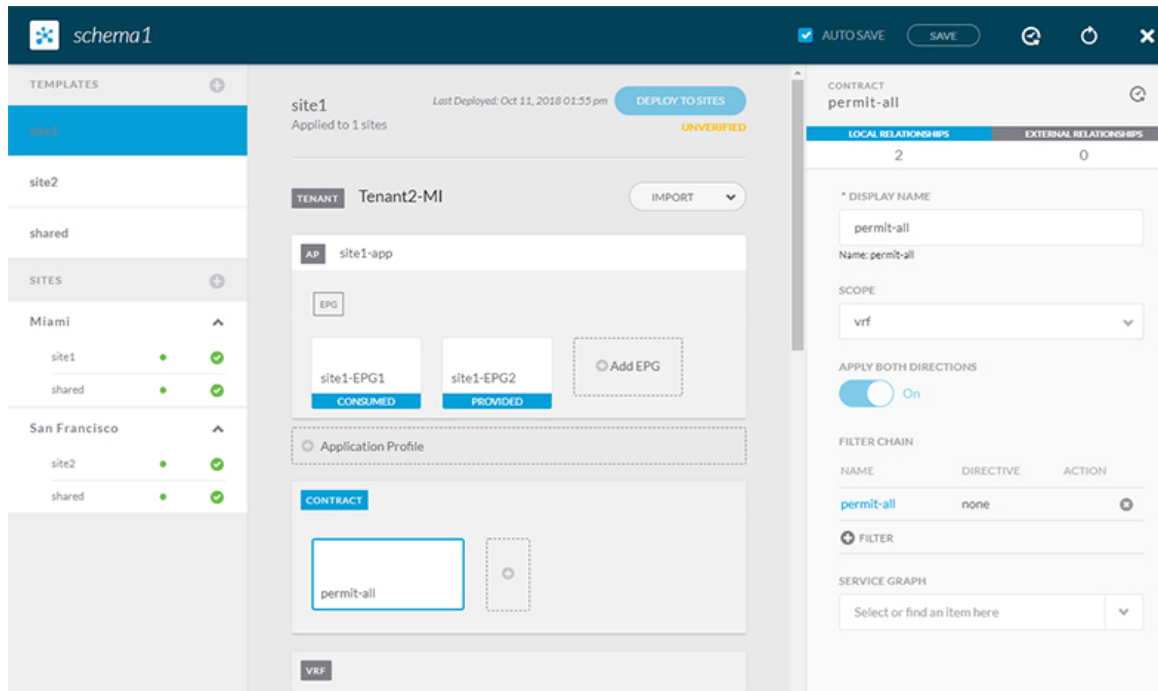 schema1
AUTO SAVE
SAVE
TEMPLATES
site1
site2
shared
SITES
Miami
site1
shared
San Francisco
site2
shared
site1
Last Deployed: Oct 11, 2018 01:55 pm
DEPLOY TO SITES
Applied to 1 sites
UNVERIFIED
TENANT Tenant2-MI
IMPORT
AP site1-app
EPG
site1-EPG1
CONSUMED
site1-EPG2
PROVIDED
Add EPG
Application Profile
CONTRACT
permit-all
VRF
CONTRACT
permit-all
LOCAL RELATIONSHIPS EXTERNAL RELATIONSHIPS
2 0
* DISPLAY NAME
permit-all
Name: permit-all
SCOPE
vrf
APPLY BOTH DIRECTIONS
On
FILTER CHAIN
NAME DIRECTIVE ACTION
permit-all none
FILTER
SERVICE GRAPH
Select or find an item here